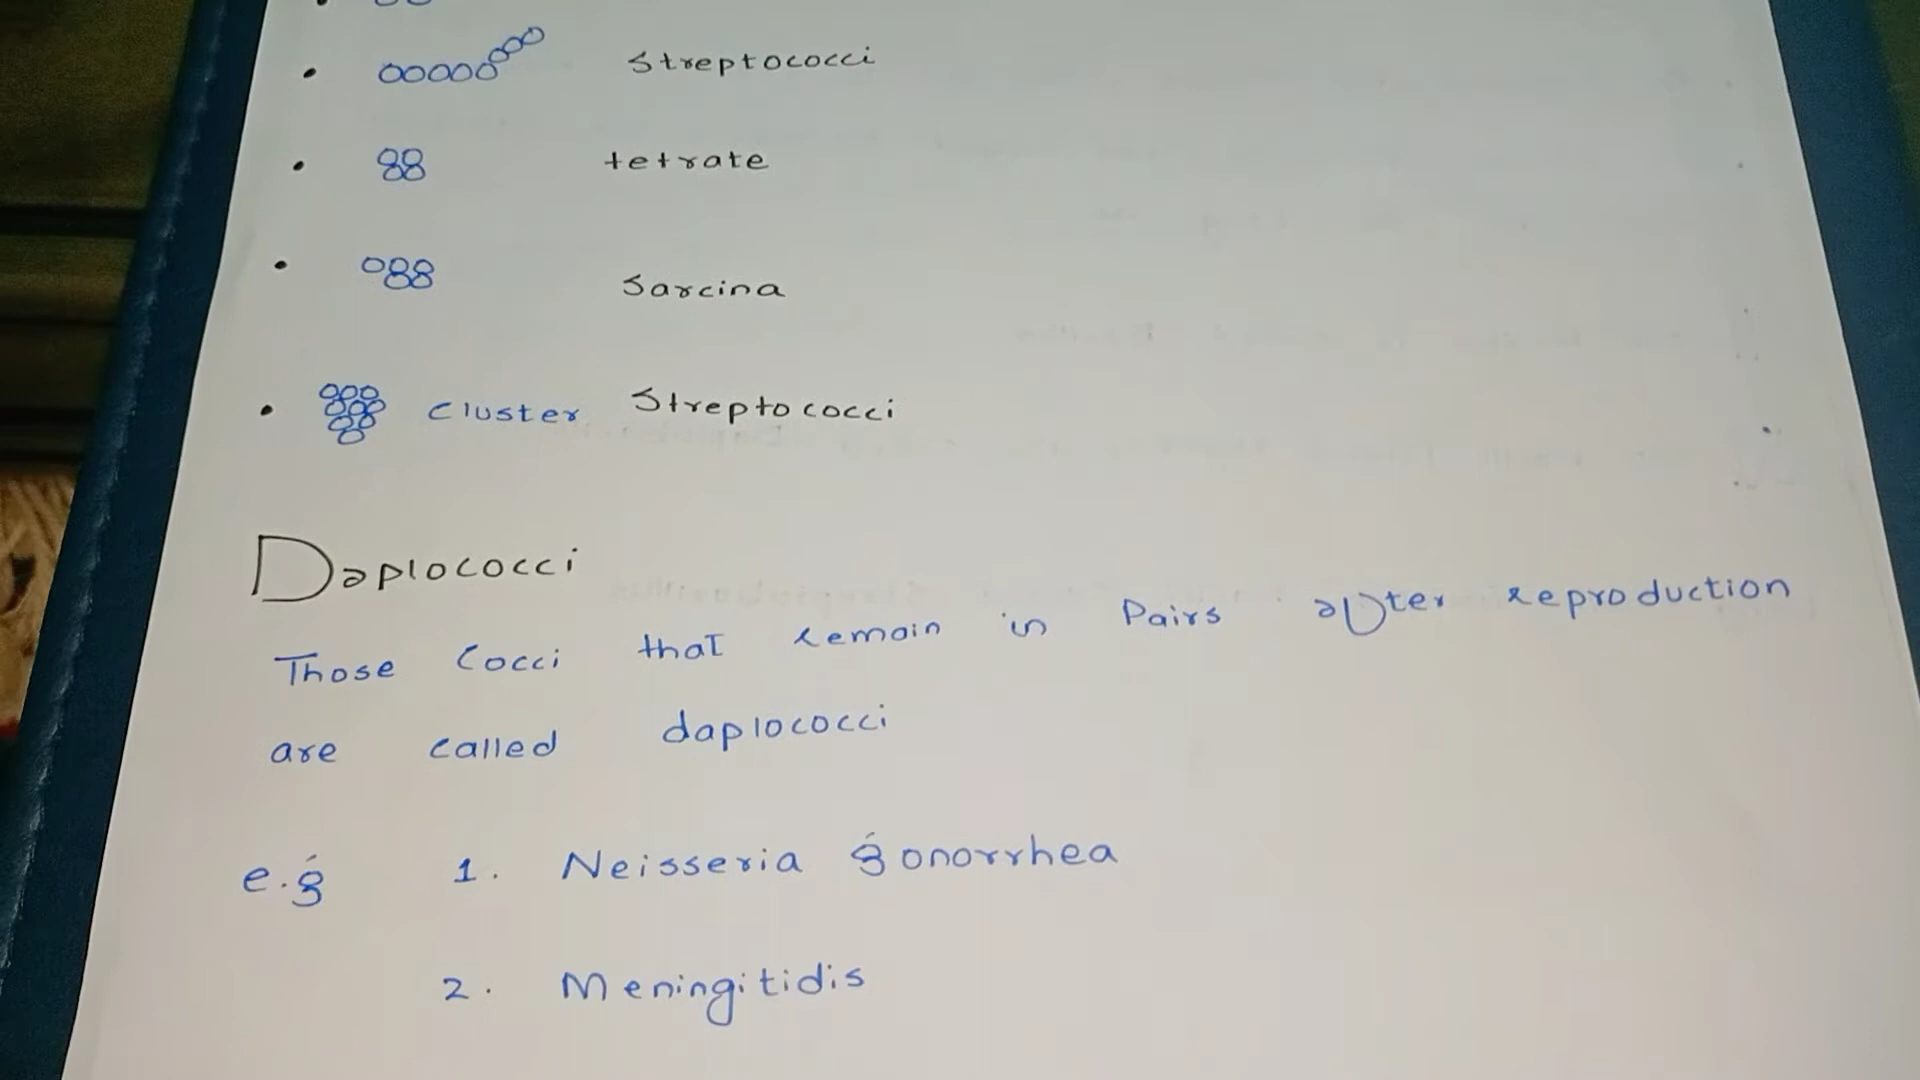 Streptococci
tetrate
Sarcina
Cluster Streptococci
Daplococci
Those Cocci that remain in Pairs after reproduction
are called daplococci
e.g 1. Neisseria gonorrhea
2. Meningitidis